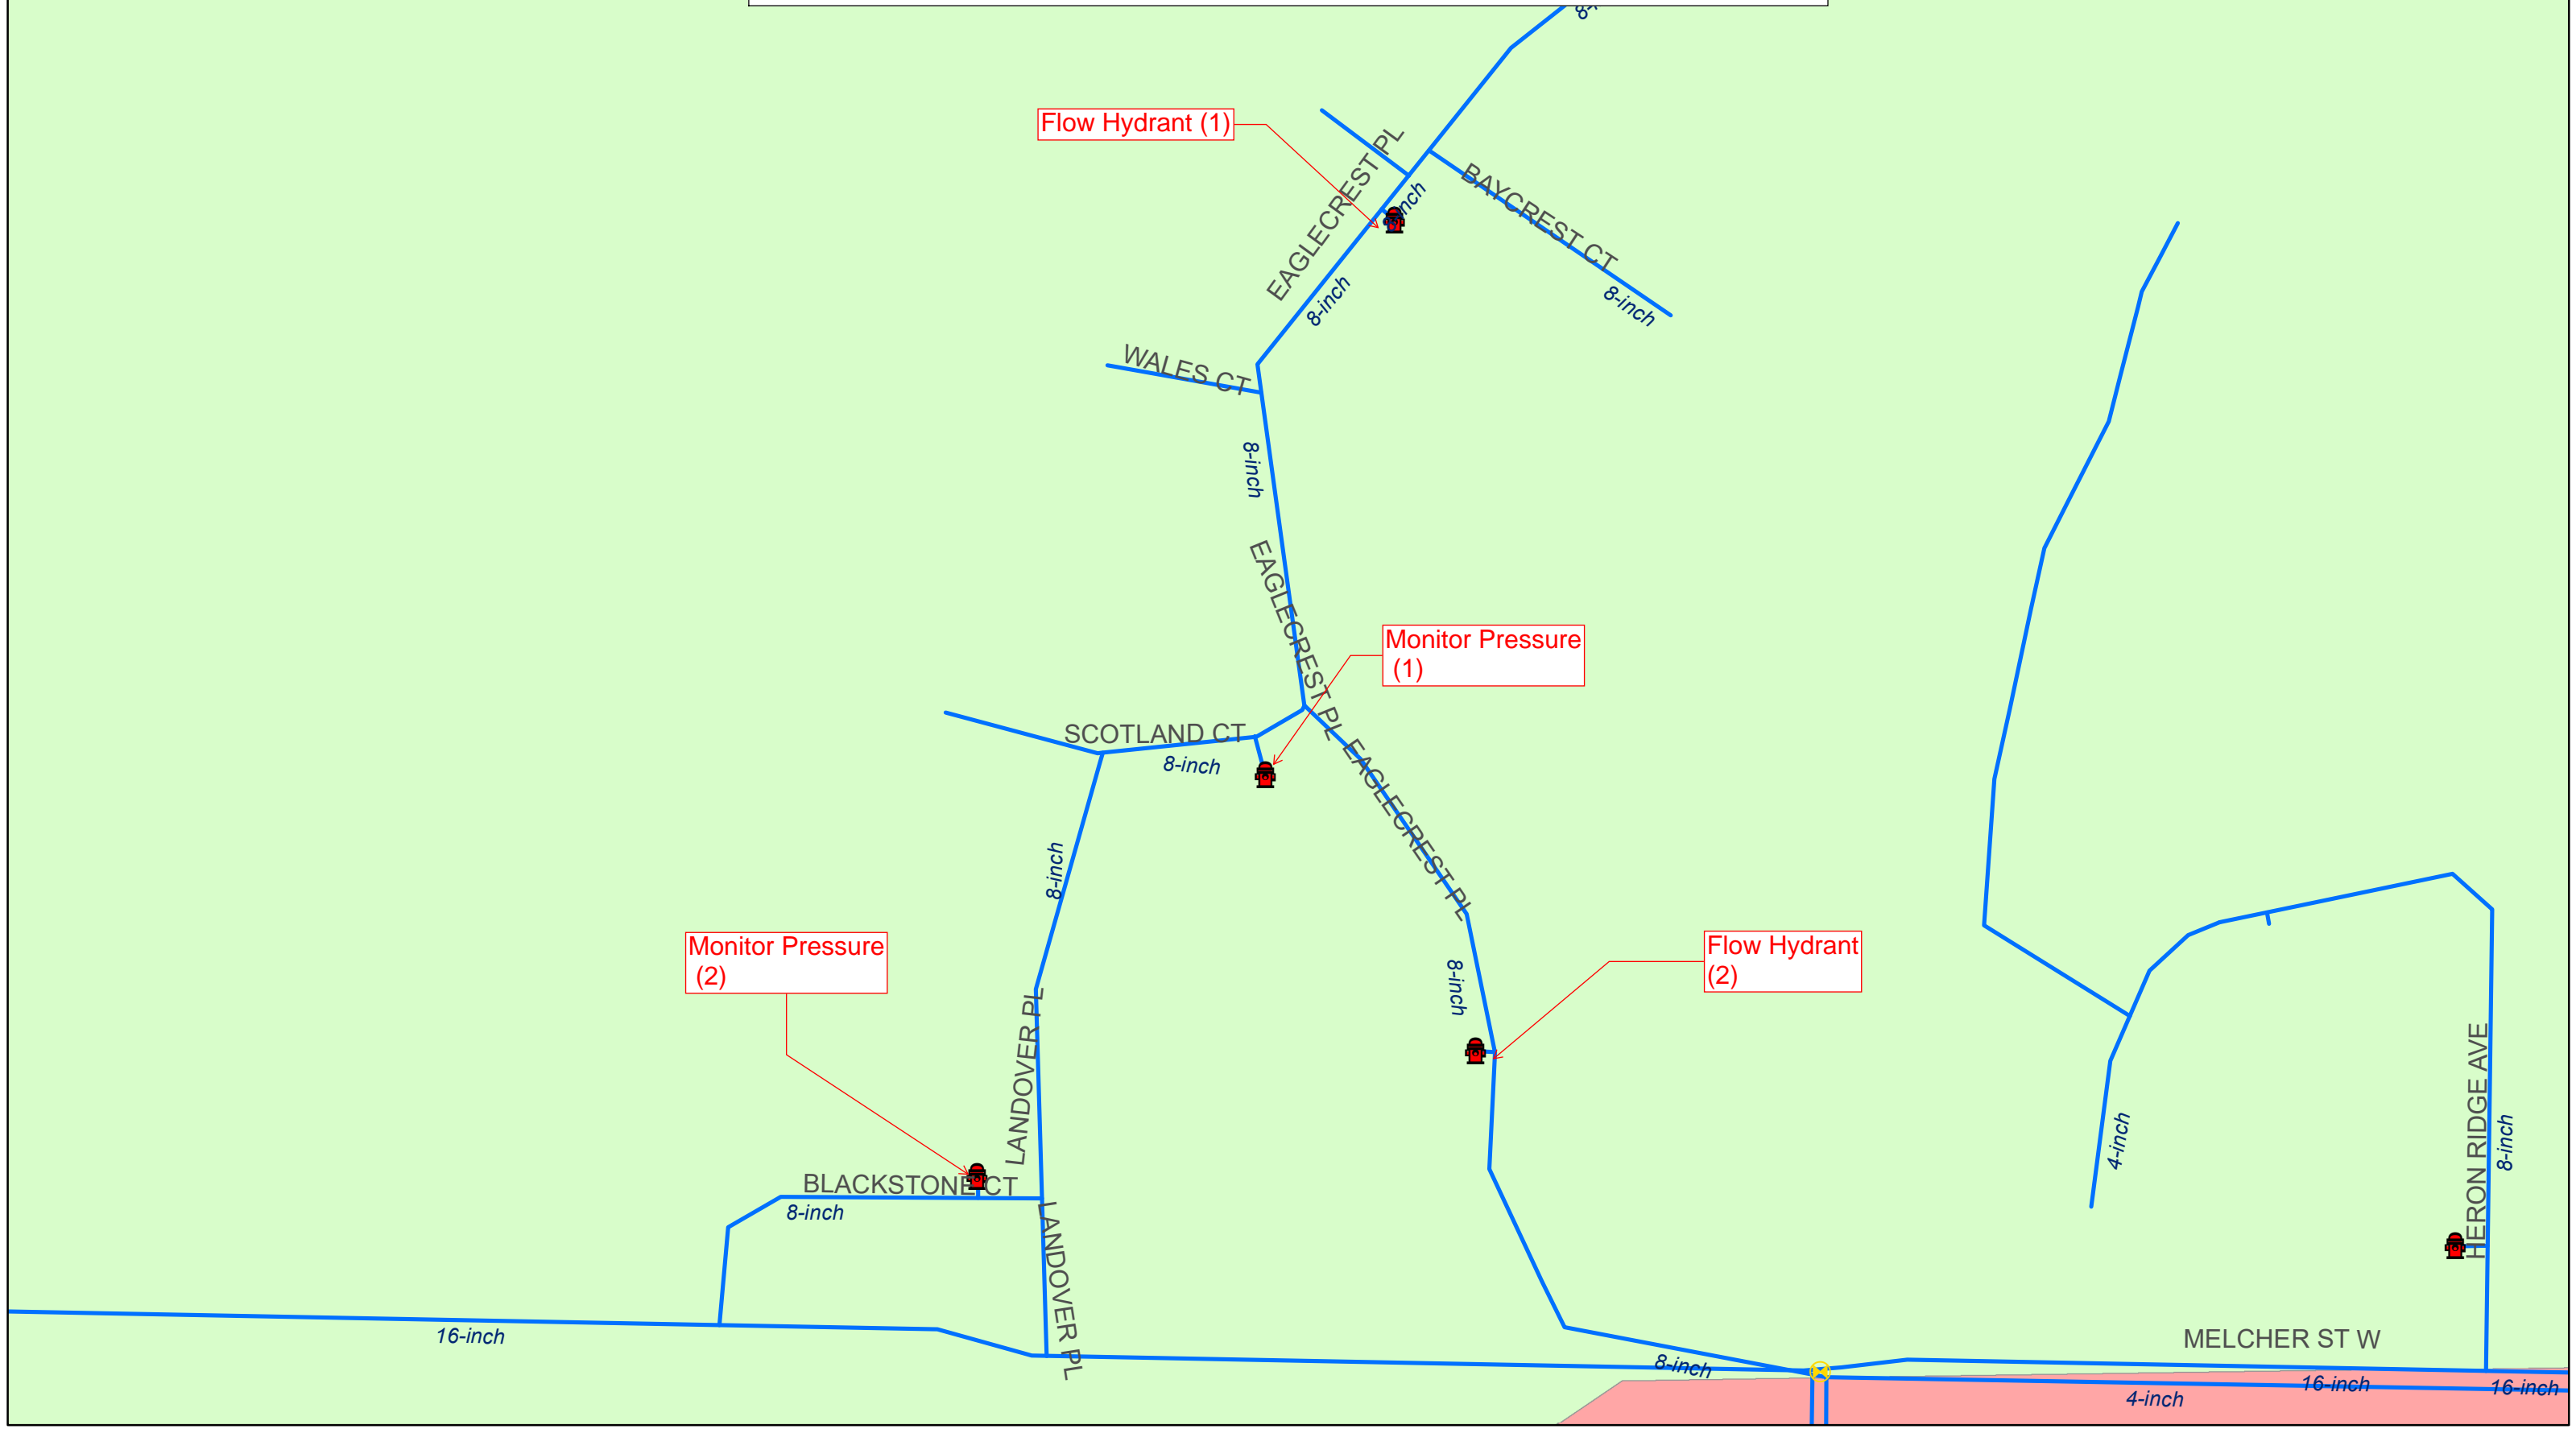 Flow Hydrant (1)
EAGLECREST PL
BAYCREST CT
8-inch
8-inch
WALES CT
8-inch
EAGLECREST PL
Monitor Pressure
(1)
SCOTLAND CT
8-inch
EAGLECREST PL
8-inch
Monitor Pressure
(2)
Flow Hydrant
(2)
8-inch
LANDOVER PL
HERON RIDGE AVE
4-inch
8-inch
BLACKSTONE CT
8-inch
LANDOVER PL
16-inch
MELCHER ST W
8-inch
16-inch
16-inch
4-inch